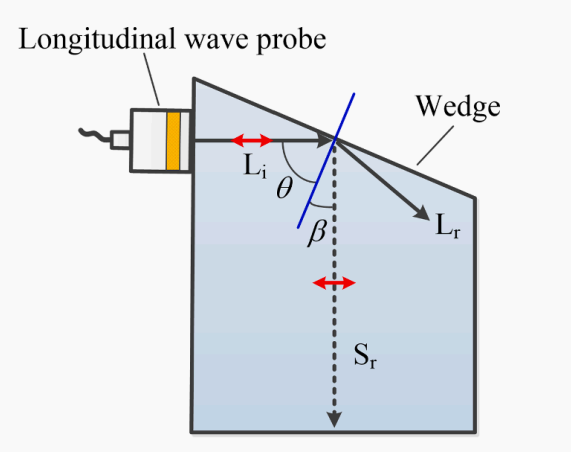 Longitudinal wave probe
Wedge
Lᵢ
θ
Lᵣ
β
Sᵣ